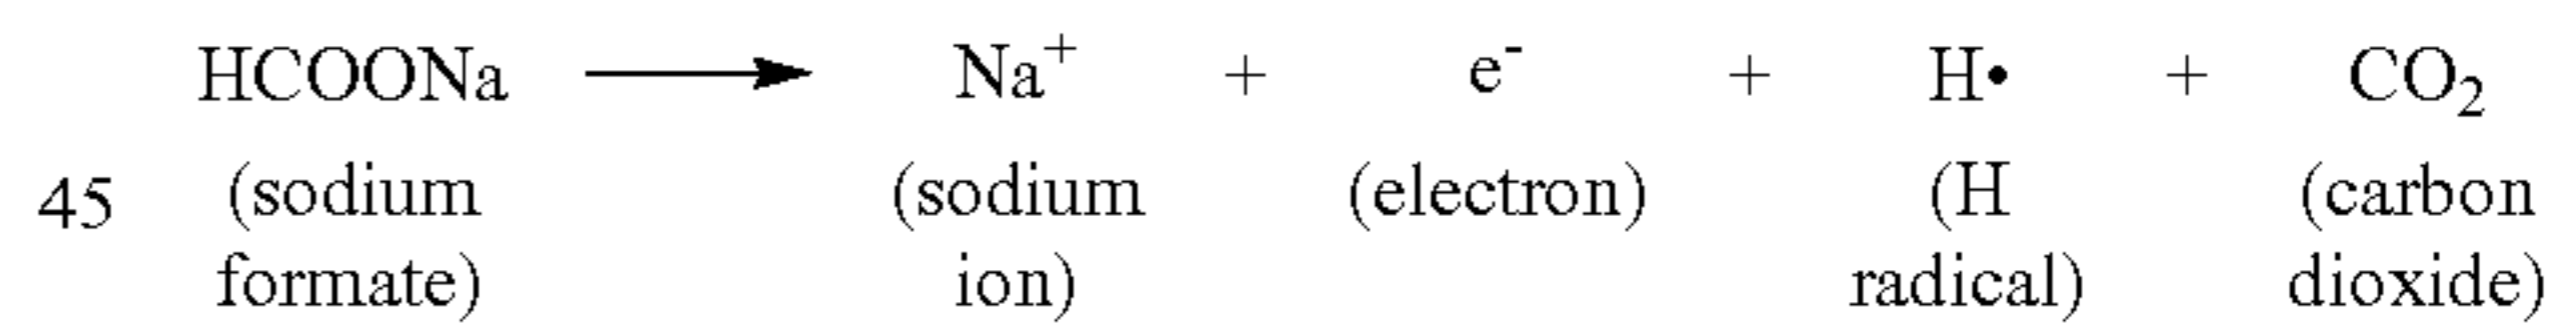 HCOONa ⟶ Na⁺ + e⁻ + H• + CO₂
45 (sodium (sodium (electron) (H (carbon
formate) ion) radical) dioxide)